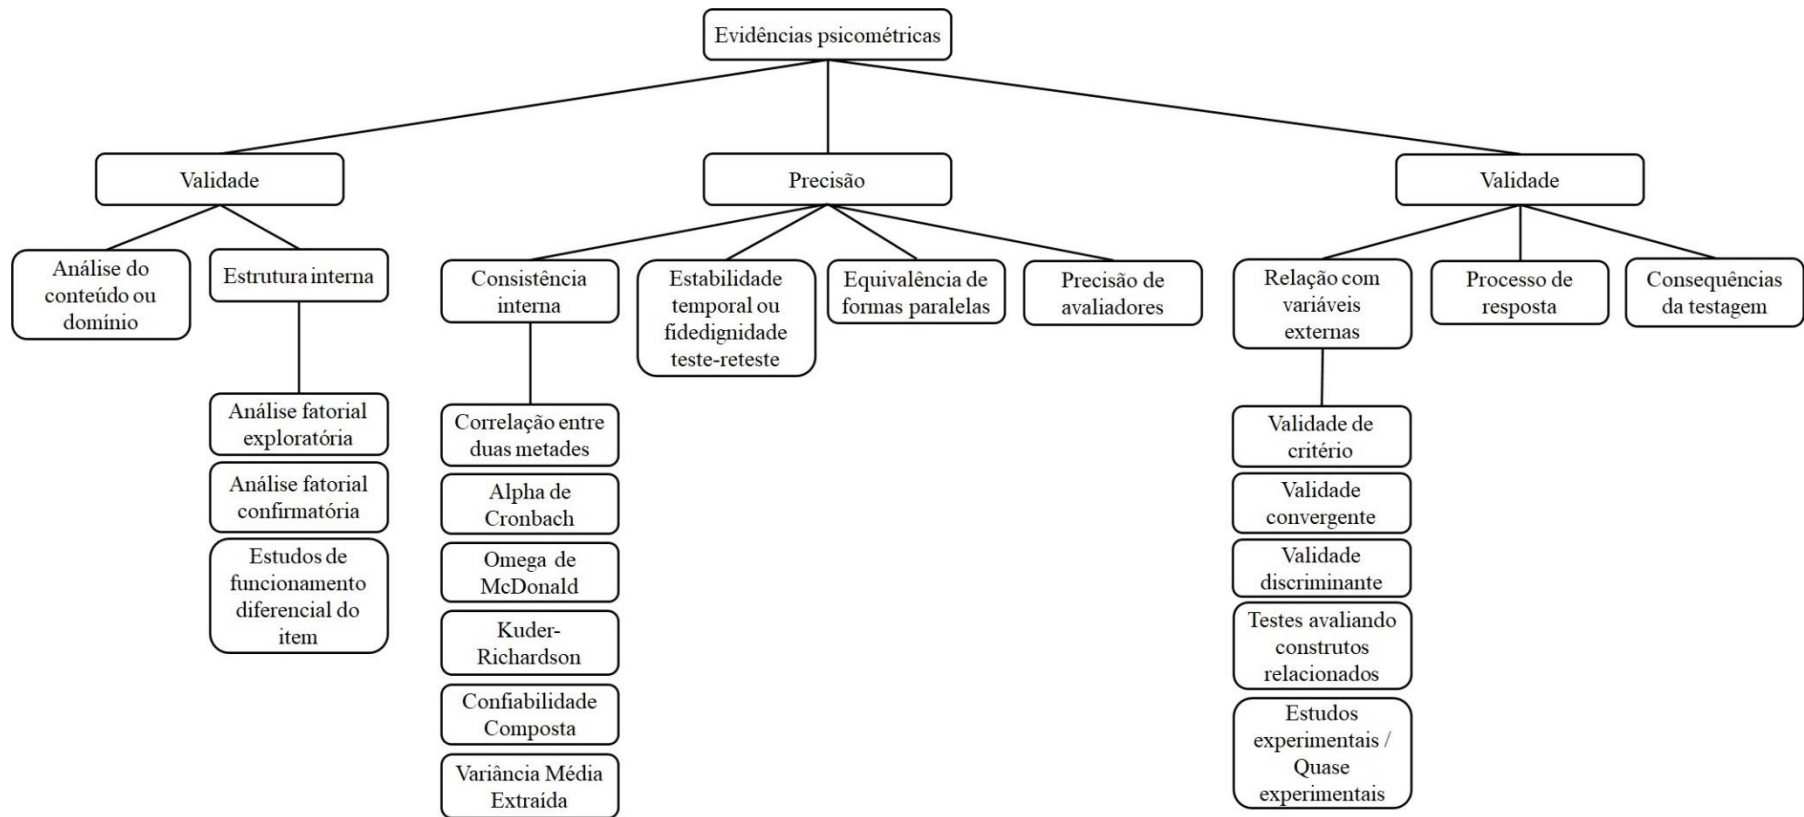 Evidências psicométricas
Validade
Precisão
Validade
Análise do
conteúdo ou
domínio
Estrutura interna
Consistência
interna
Estabilidade
temporal ou
fidedignidade
teste-reteste
Equivalência de
formas paralelas
Precisão de
avaliadores
Relação com
variáveis
externas
Processo de
resposta
Consequências
da testagem
Análise fatorial
exploratória
Análise fatorial
confirmatória
Estudos de
funcionamento
diferencial do
item
Correlação entre
duas metades
Alpha de
Cronbach
Omega de
McDonald
Kuder-
Richardson
Confiabilidade
Composta
Variância Média
Extraída
Validade de
critério
Validade
convergente
Validade
discriminante
Testes avaliando
construtos
relacionados
Estudos
experimentais /
Quase
experimentais